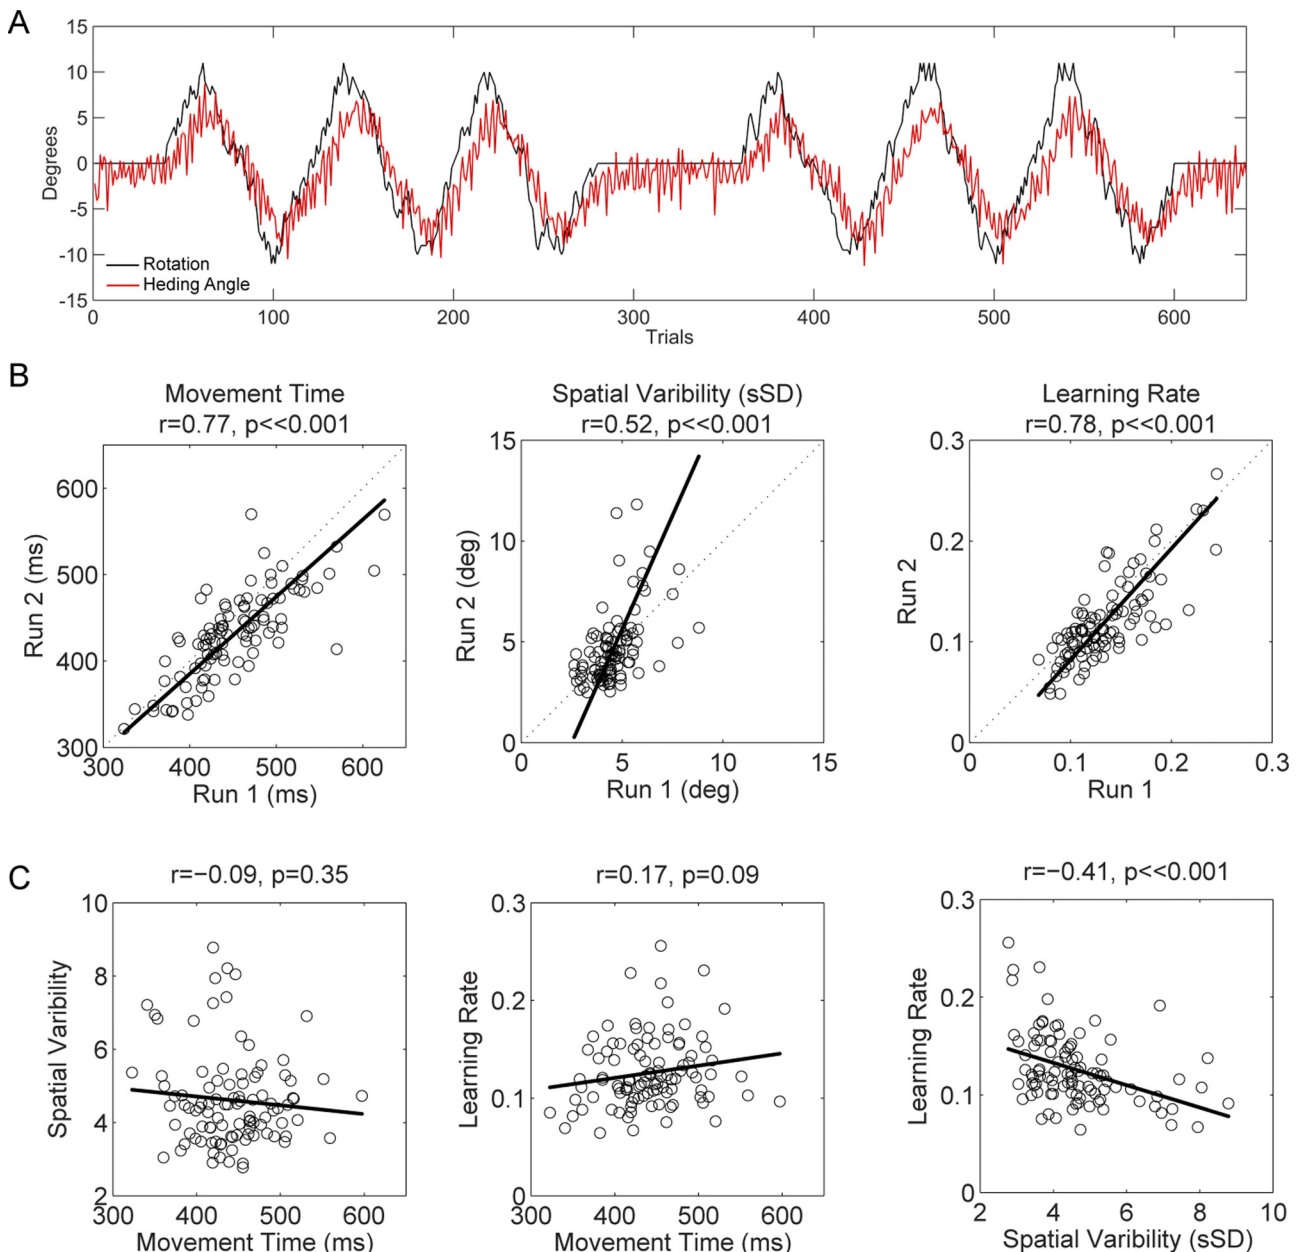 A
15
10
5
0
-5
-10
-15
Degrees
Rotation
Heding Angle
0 100 200 300 400 500 600
Trials
B
Movement Time
r=0.77, p<<0.001
600
500
400
300
Run 2 (ms)
300 400 500 600
Run 1 (ms)
Spatial Varibility (sSD)
r=0.52, p<<0.001
15
10
5
0
Run 2 (deg)
0 5 10 15
Run 1 (deg)
Learning Rate
r=0.78, p<<0.001
0.3
0.2
0.1
0
Run 2
0 0.1 0.2 0.3
Run 1
C
r=−0.09, p=0.35
10
8
6
4
2
Spatial Varibility
300 400 500 600
Movement Time (ms)
r=0.17, p=0.09
0.3
0.2
0.1
0
Learning Rate
300 400 500 600
Movement Time (ms)
r=−0.41, p<<0.001
0.3
0.2
0.1
0
Learning Rate
2 4 6 8 10
Spatial Varibility (sSD)